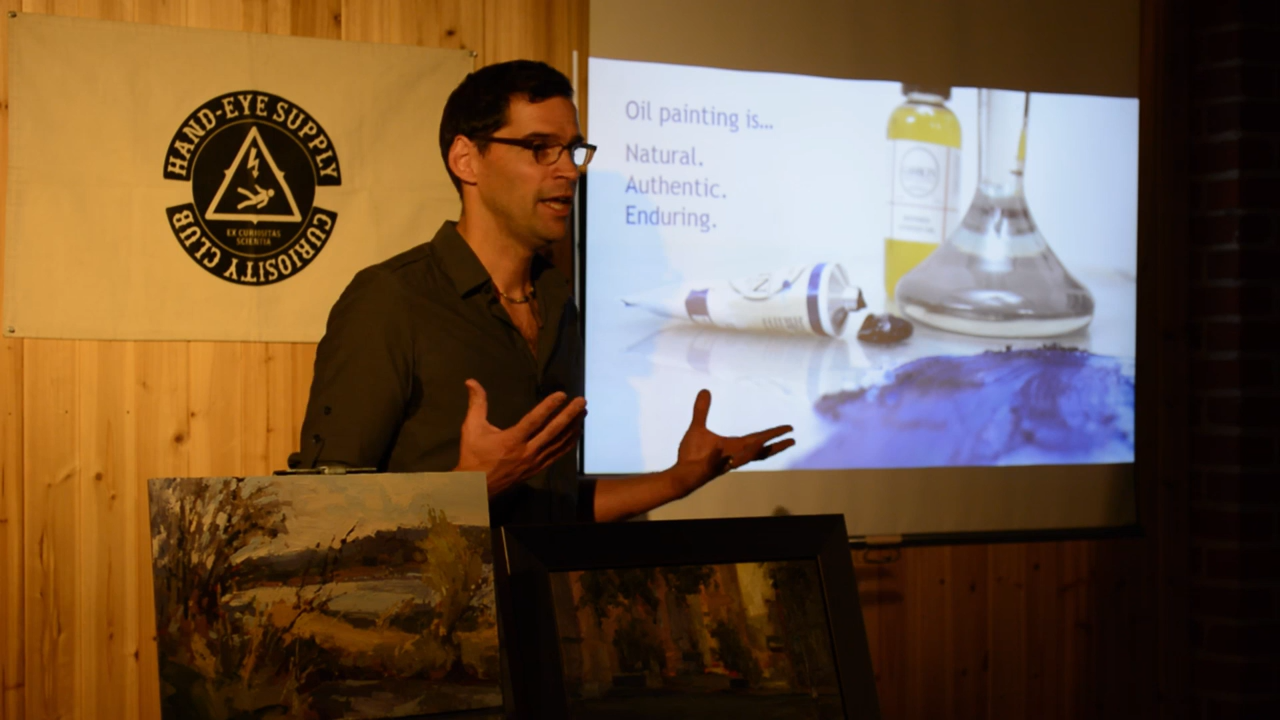 HAND-EYE SUPPLY
EX CURIOSITAS
SCIENTIA
CURIOSITY CLUB
Oil painting is...
Natural.
Authentic.
Enduring.